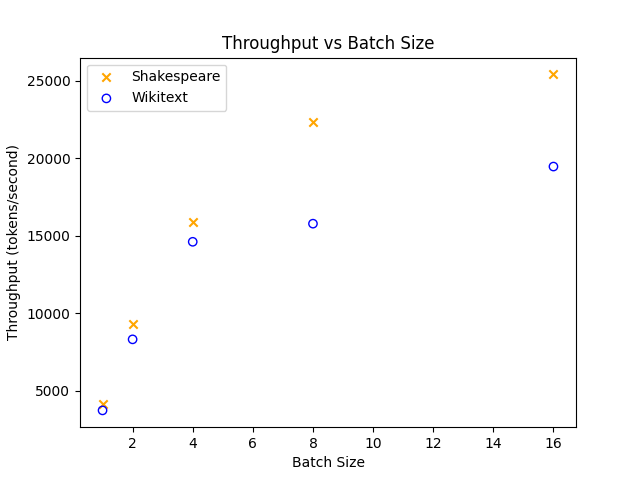 Throughput vs Batch Size
Shakespeare
Wikitext
25000
20000
15000
10000
5000
Throughput (tokens/second)
2 4 6 8 10 12 14 16
Batch Size